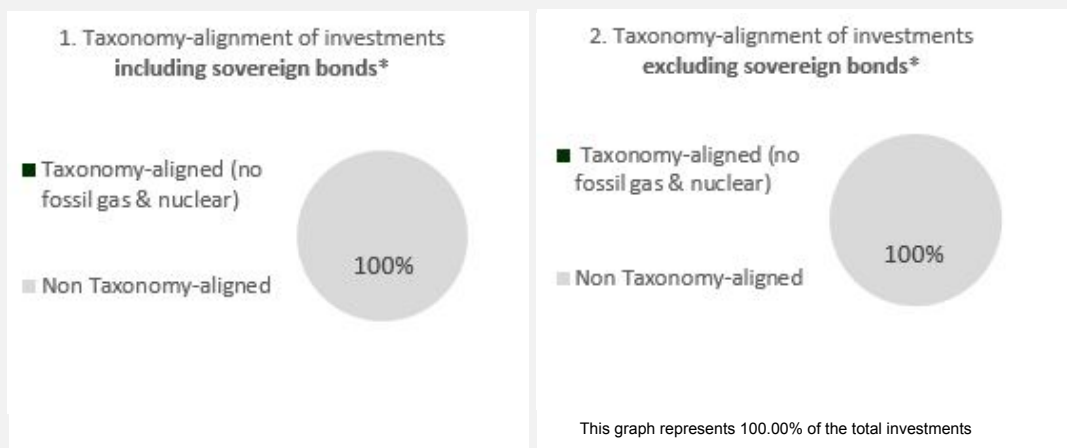 1. Taxonomy-alignment of investments
including sovereign bonds*
Taxonomy-aligned (no
fossil gas & nuclear)
100%
Non Taxonomy-aligned
2. Taxonomy-alignment of investments
excluding sovereign bonds*
Taxonomy-aligned (no
fossil gas & nuclear)
100%
Non Taxonomy-aligned
This graph represents 100.00% of the total investments